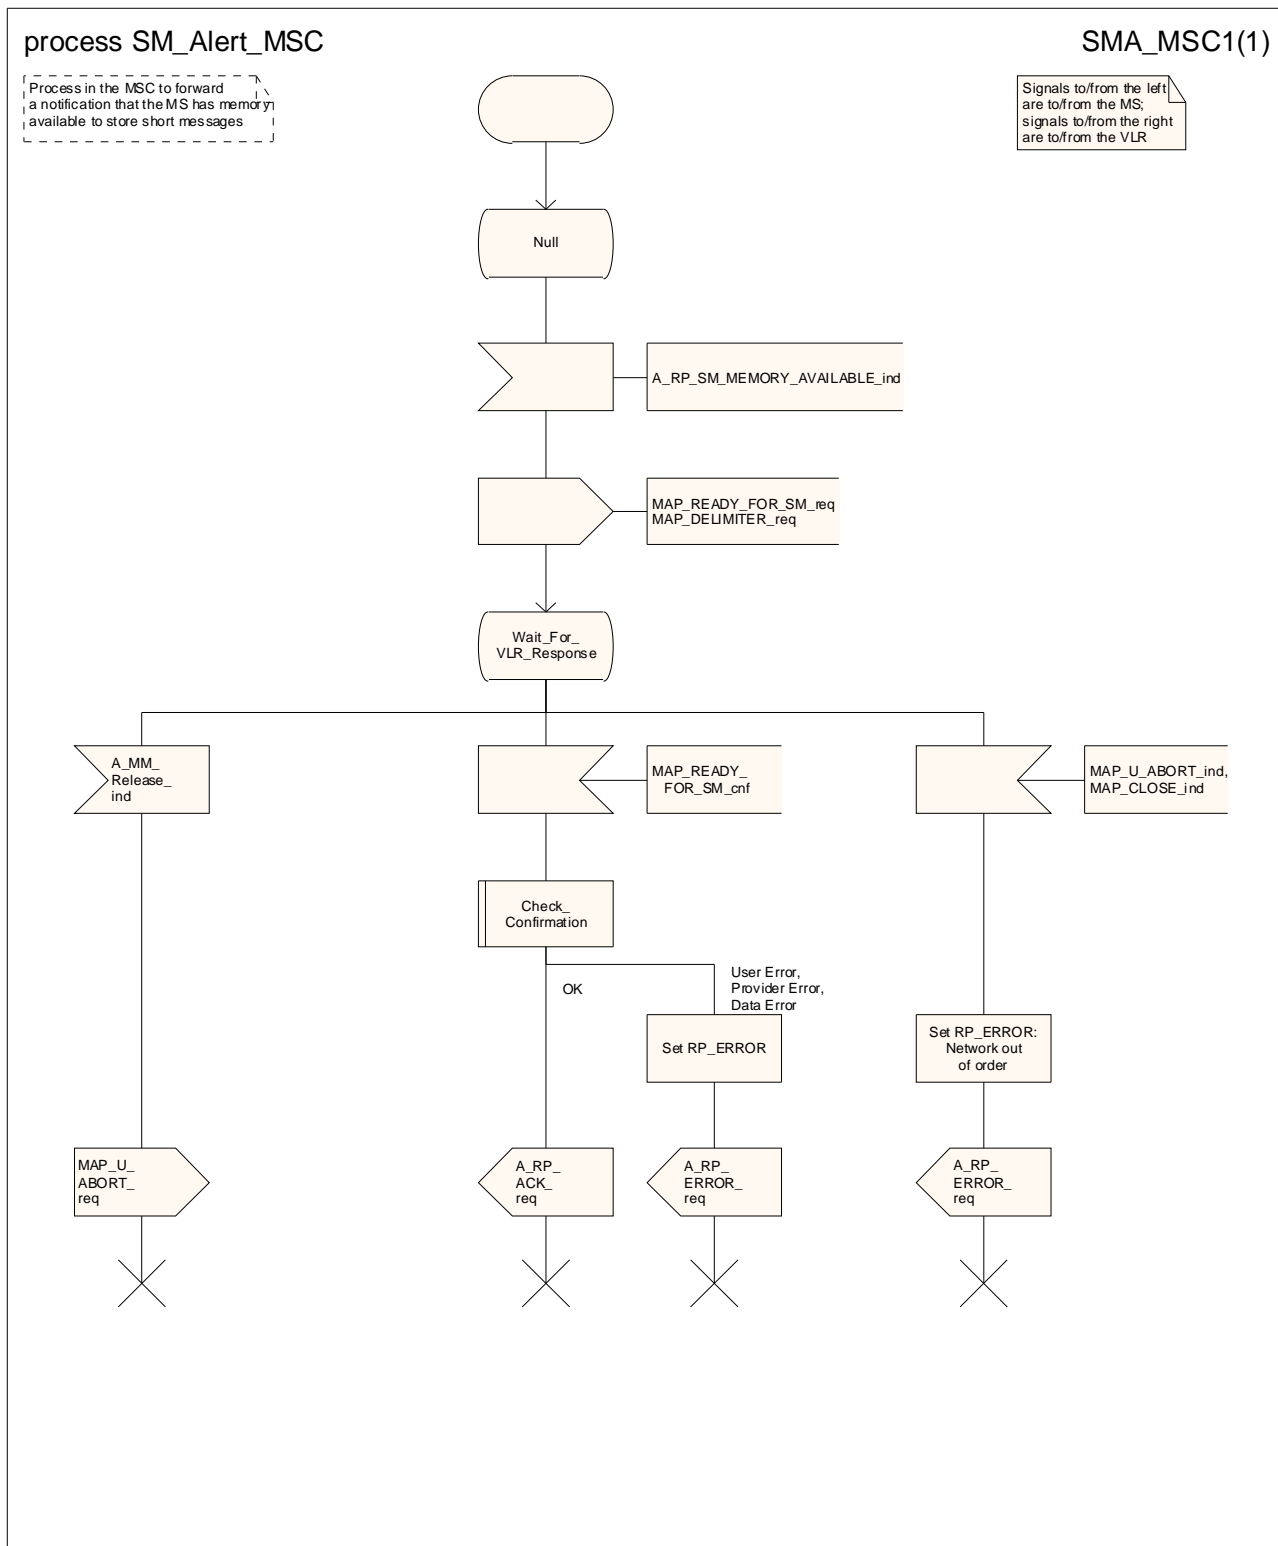 process SM_Alert_MSC
SMA_MSC1(1)
Process in the MSC to forward
a notification that the MS has memory
available to store short messages
Signals to/from the left
are to/from the MS;
signals to/from the right
are to/from the VLR
Null
A_RP_SM_MEMORY_AVAILABLE_ind
MAP_READY_FOR_SM_req
MAP_DELIMITER_req
Wait_For_
VLR_Response
A_MM_
Release_
ind
MAP_READY_
FOR_SM_cnf
MAP_U_ABORT_ind,
MAP_CLOSE_ind
Check_
Confirmation
OK
User Error,
Provider Error,
Data Error
Set RP_ERROR
Set RP_ERROR:
Network out
of order
MAP_U_
ABORT_
req
A_RP_
ACK_
req
A_RP_
ERROR_
req
A_RP_
ERROR_
req